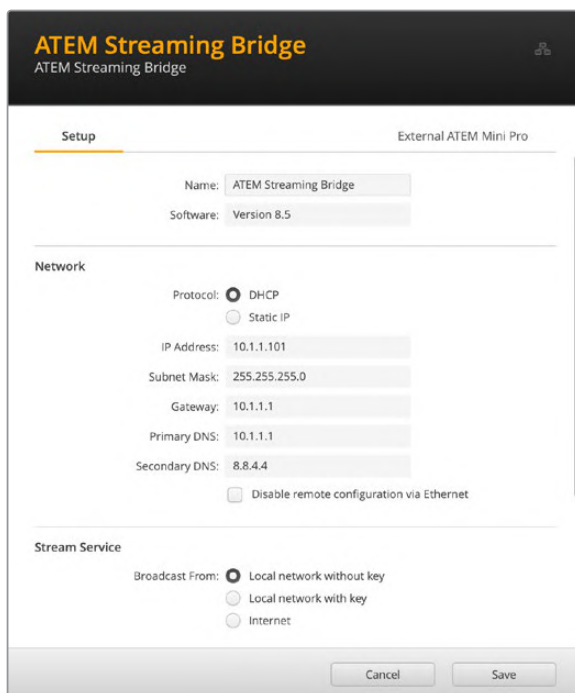 ATEM Streaming Bridge
ATEM Streaming Bridge
Setup External ATEM Mini Pro
Name: ATEM Streaming Bridge
Software: Version 8.5
Network
Protocol: DHCP
Static IP
IP Address: 10.1.1.101
Subnet Mask: 255.255.255.0
Gateway: 10.1.1.1
Primary DNS: 10.1.1.1
Secondary DNS: 8.8.4.4
Disable remote configuration via Ethernet
Stream Service
Broadcast From: Local network without key
Local network with key
Internet
Cancel Save